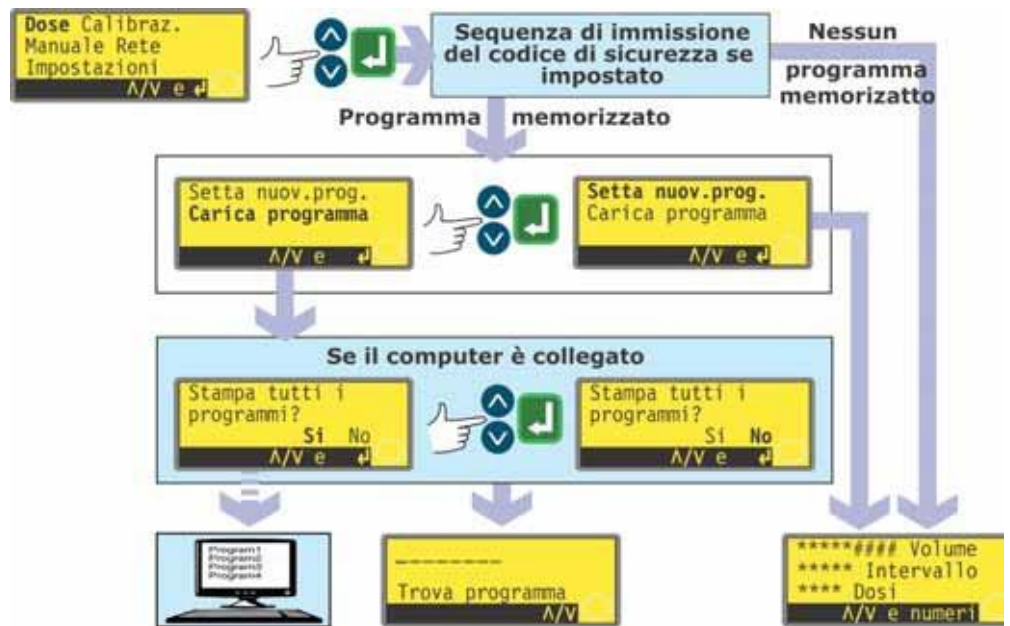 Dose Calibraz.
Manuale Rete
Impostazioni
Λ/V e ↲
Sequenza di immissione
del codice di sicurezza se
impostato
Nessun
programma
memorizatto
Programma memorizzato
Setta nuov.prog.
Carica programma
Λ/V e ↲
Setta nuov.prog.
Carica programma
Λ/V e ↲
Se il computer è collegato
Stampa tutti i
programmi?
Si No
Λ/V e ↲
Stampa tutti i
programmi?
Si No
Λ/V e ↲
Program1
Program2
Program3
Program4
--------
Trova programma
Λ/V
*****#### Volume
***** Intervallo
**** Dosi
Λ/V e numeri